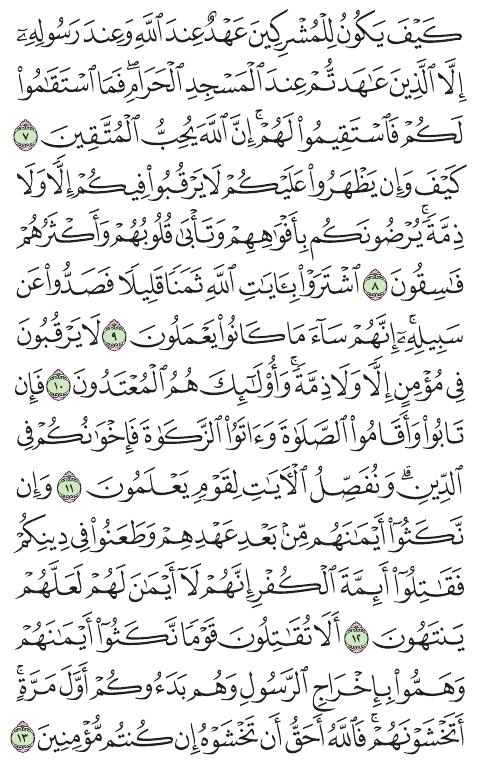 كَيْفَ يَكُونُ لِلْمُشْرِكِينَ عَهْدٌ عِندَ ٱللَّهِ وَعِندَ رَسُولِهِۦٓ
إِلَّا ٱلَّذِينَ عَٰهَدتُّمْ عِندَ ٱلْمَسْجِدِ ٱلْحَرَامِۖ فَمَا ٱسْتَقَٰمُوا۟
لَكُمْ فَٱسْتَقِيمُوا۟ لَهُمْۚ إِنَّ ٱللَّهَ يُحِبُّ ٱلْمُتَّقِينَ ٧
كَيْفَ وَإِن يَظْهَرُوا۟ عَلَيْكُمْ لَا يَرْقُبُوا۟ فِيكُمْ إِلًّا وَلَا
ذِمَّةًۚ يُرْضُونَكُم بِأَفْوَٰهِهِمْ وَتَأْبَىٰ قُلُوبُهُمْ وَأَكْثَرُهُمْ
فَٰسِقُونَ ٨ ٱشْتَرَوْا۟ بِـَٔايَٰتِ ٱللَّهِ ثَمَنًا قَلِيلًا فَصَدُّوا۟ عَن
سَبِيلِهِۦٓۚ إِنَّهُمْ سَآءَ مَا كَانُوا۟ يَعْمَلُونَ ٩ لَا يَرْقُبُونَ
فِى مُؤْمِنٍ إِلًّا وَلَا ذِمَّةًۚ وَأُو۟لَٰٓئِكَ هُمُ ٱلْمُعْتَدُونَ ١٠ فَإِن
تَابُوا۟ وَأَقَامُوا۟ ٱلصَّلَوٰةَ وَءَاتَوُا۟ ٱلزَّكَوٰةَ فَإِخْوَٰنُكُمْ فِى
ٱلدِّينِۗ وَنُفَصِّلُ ٱلْـَٔايَٰتِ لِقَوْمٍ يَعْلَمُونَ ١١ وَإِن
نَّكَثُوٓا۟ أَيْمَٰنَهُم مِّنۢ بَعْدِ عَهْدِهِمْ وَطَعَنُوا۟ فِى دِينِكُمْ
فَقَٰتِلُوٓا۟ أَئِمَّةَ ٱلْكُفْرِۙ إِنَّهُمْ لَآ أَيْمَٰنَ لَهُمْ لَعَلَّهُمْ
يَنتَهُونَ ١٢ أَلَا تُقَٰتِلُونَ قَوْمًا نَّكَثُوٓا۟ أَيْمَٰنَهُمْ
وَهَمُّوا۟ بِإِخْرَاجِ ٱلرَّسُولِ وَهُم بَدَءُوكُمْ أَوَّلَ مَرَّةٍۚ
أَتَخْشَوْنَهُمْۚ فَٱللَّهُ أَحَقُّ أَن تَخْشَوْهُ إِن كُنتُم مُّؤْمِنِينَ ١٣